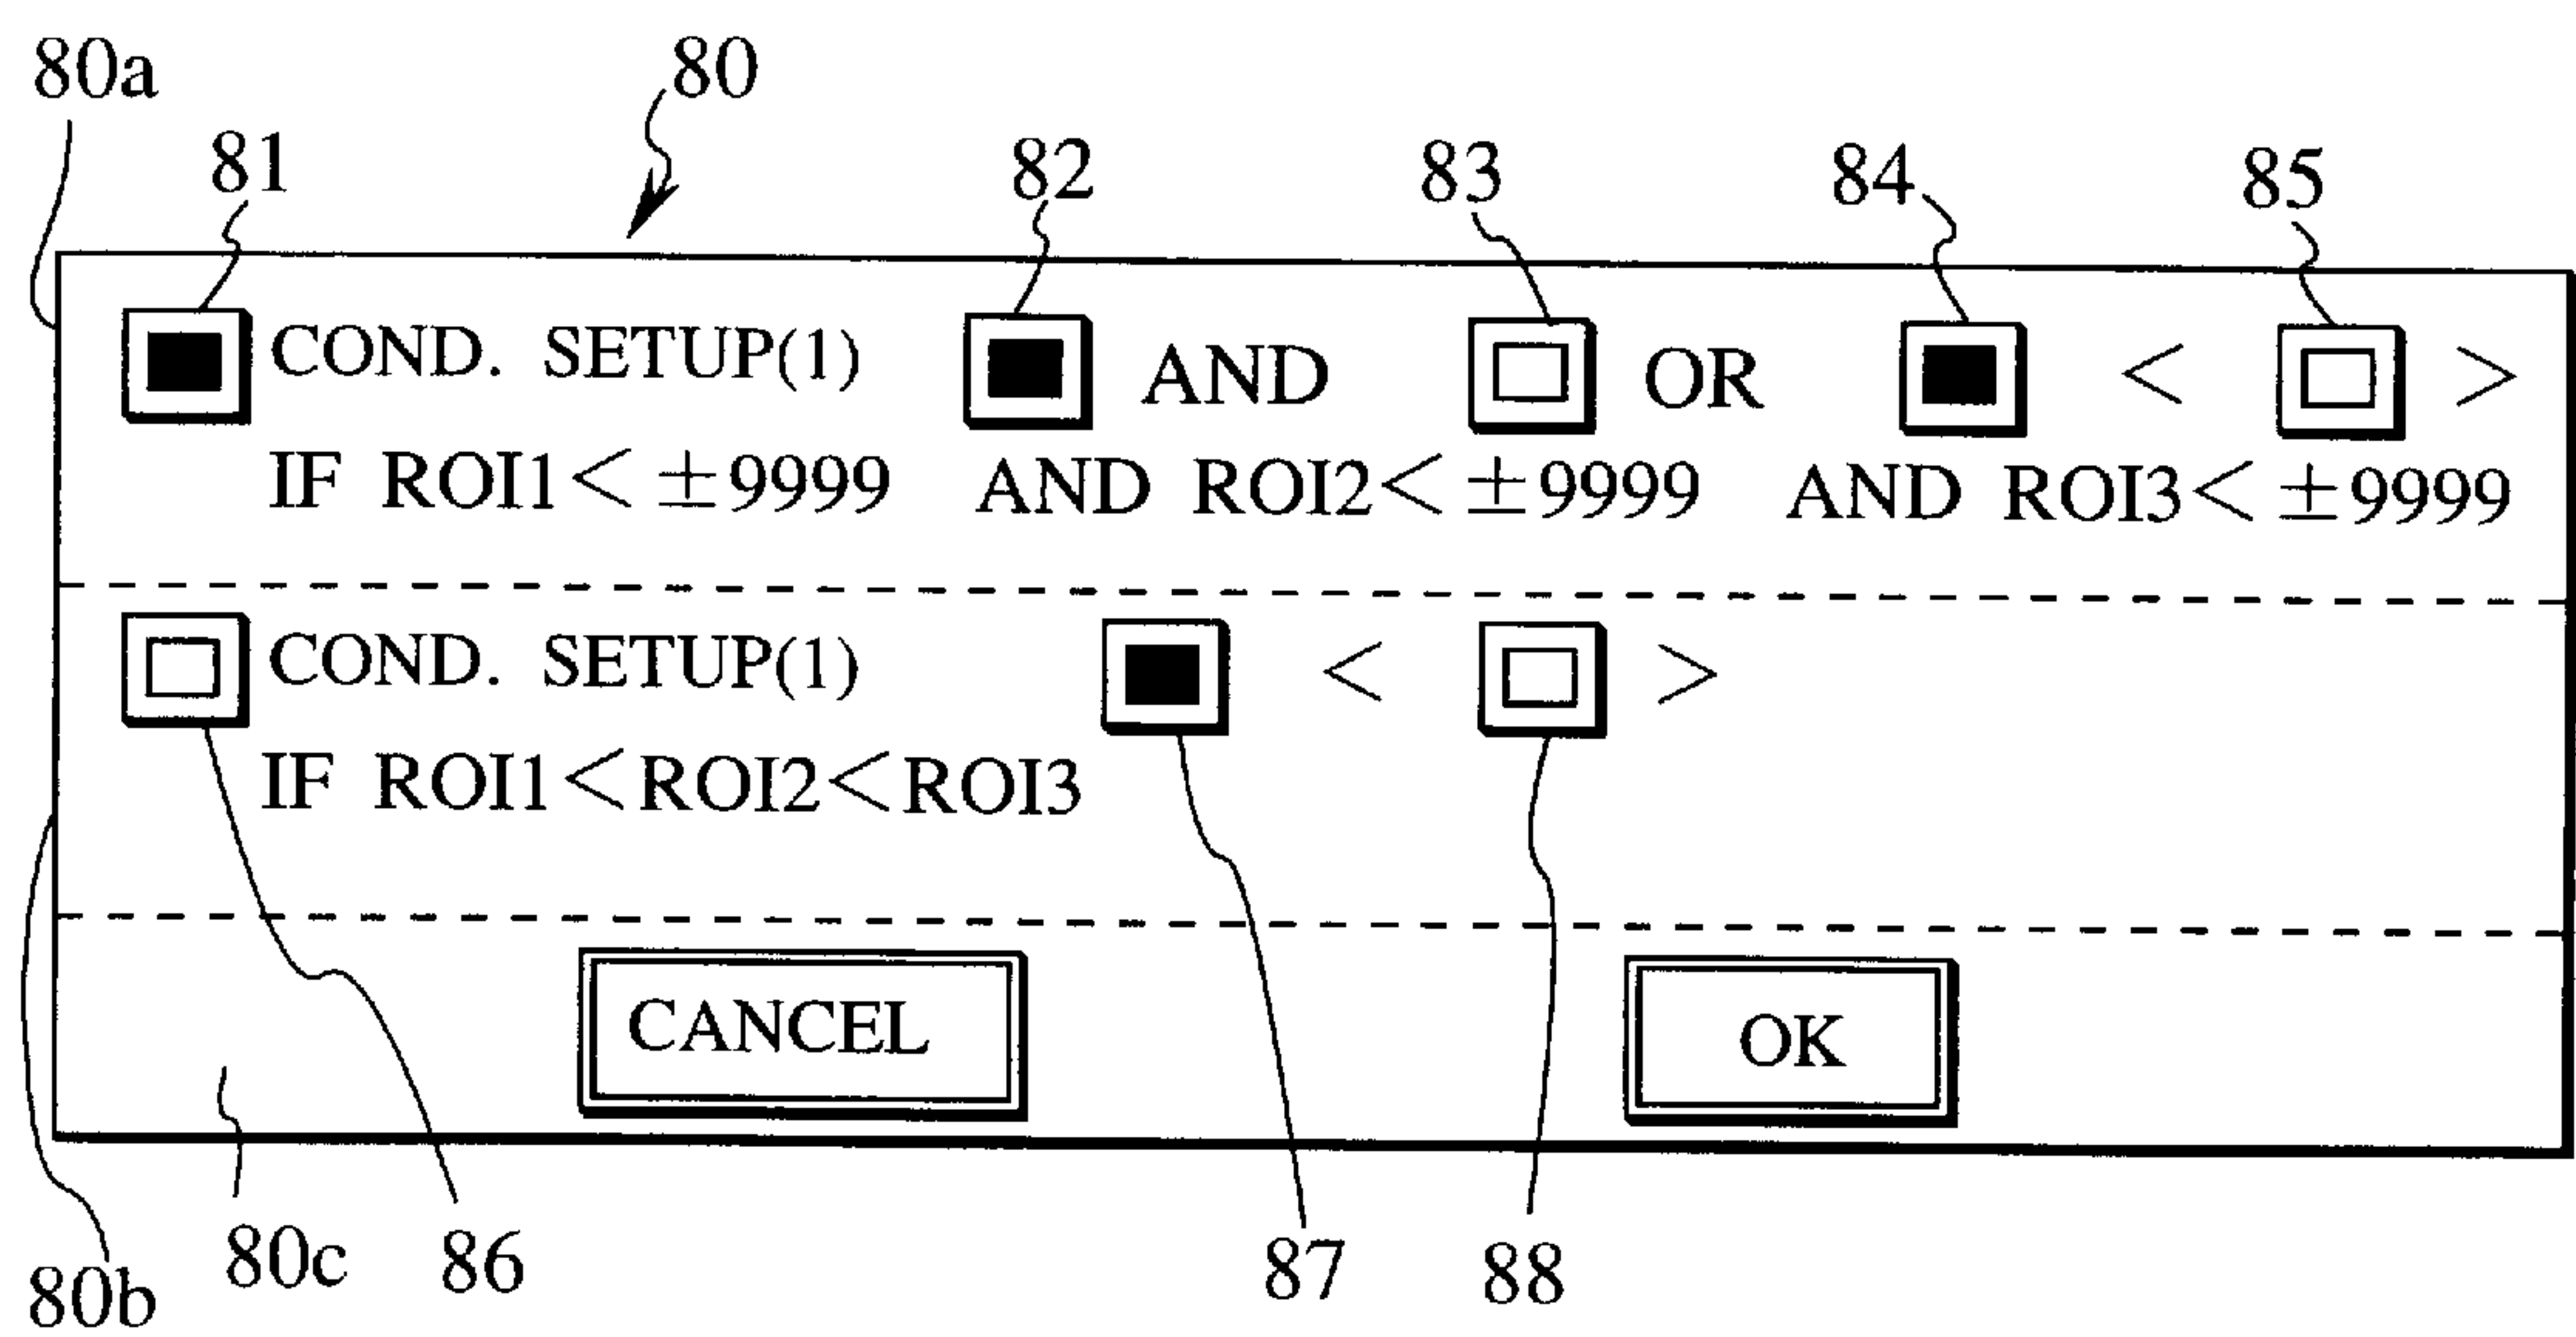 80a 80
81 82 83 84 85
COND. SETUP(1) AND OR < >
IF ROI1< ±9999 AND ROI2< ±9999 AND ROI3< ±9999
COND. SETUP(1) < >
IF ROI1<ROI2<ROI3
CANCEL OK
80b 80c 86 87 88